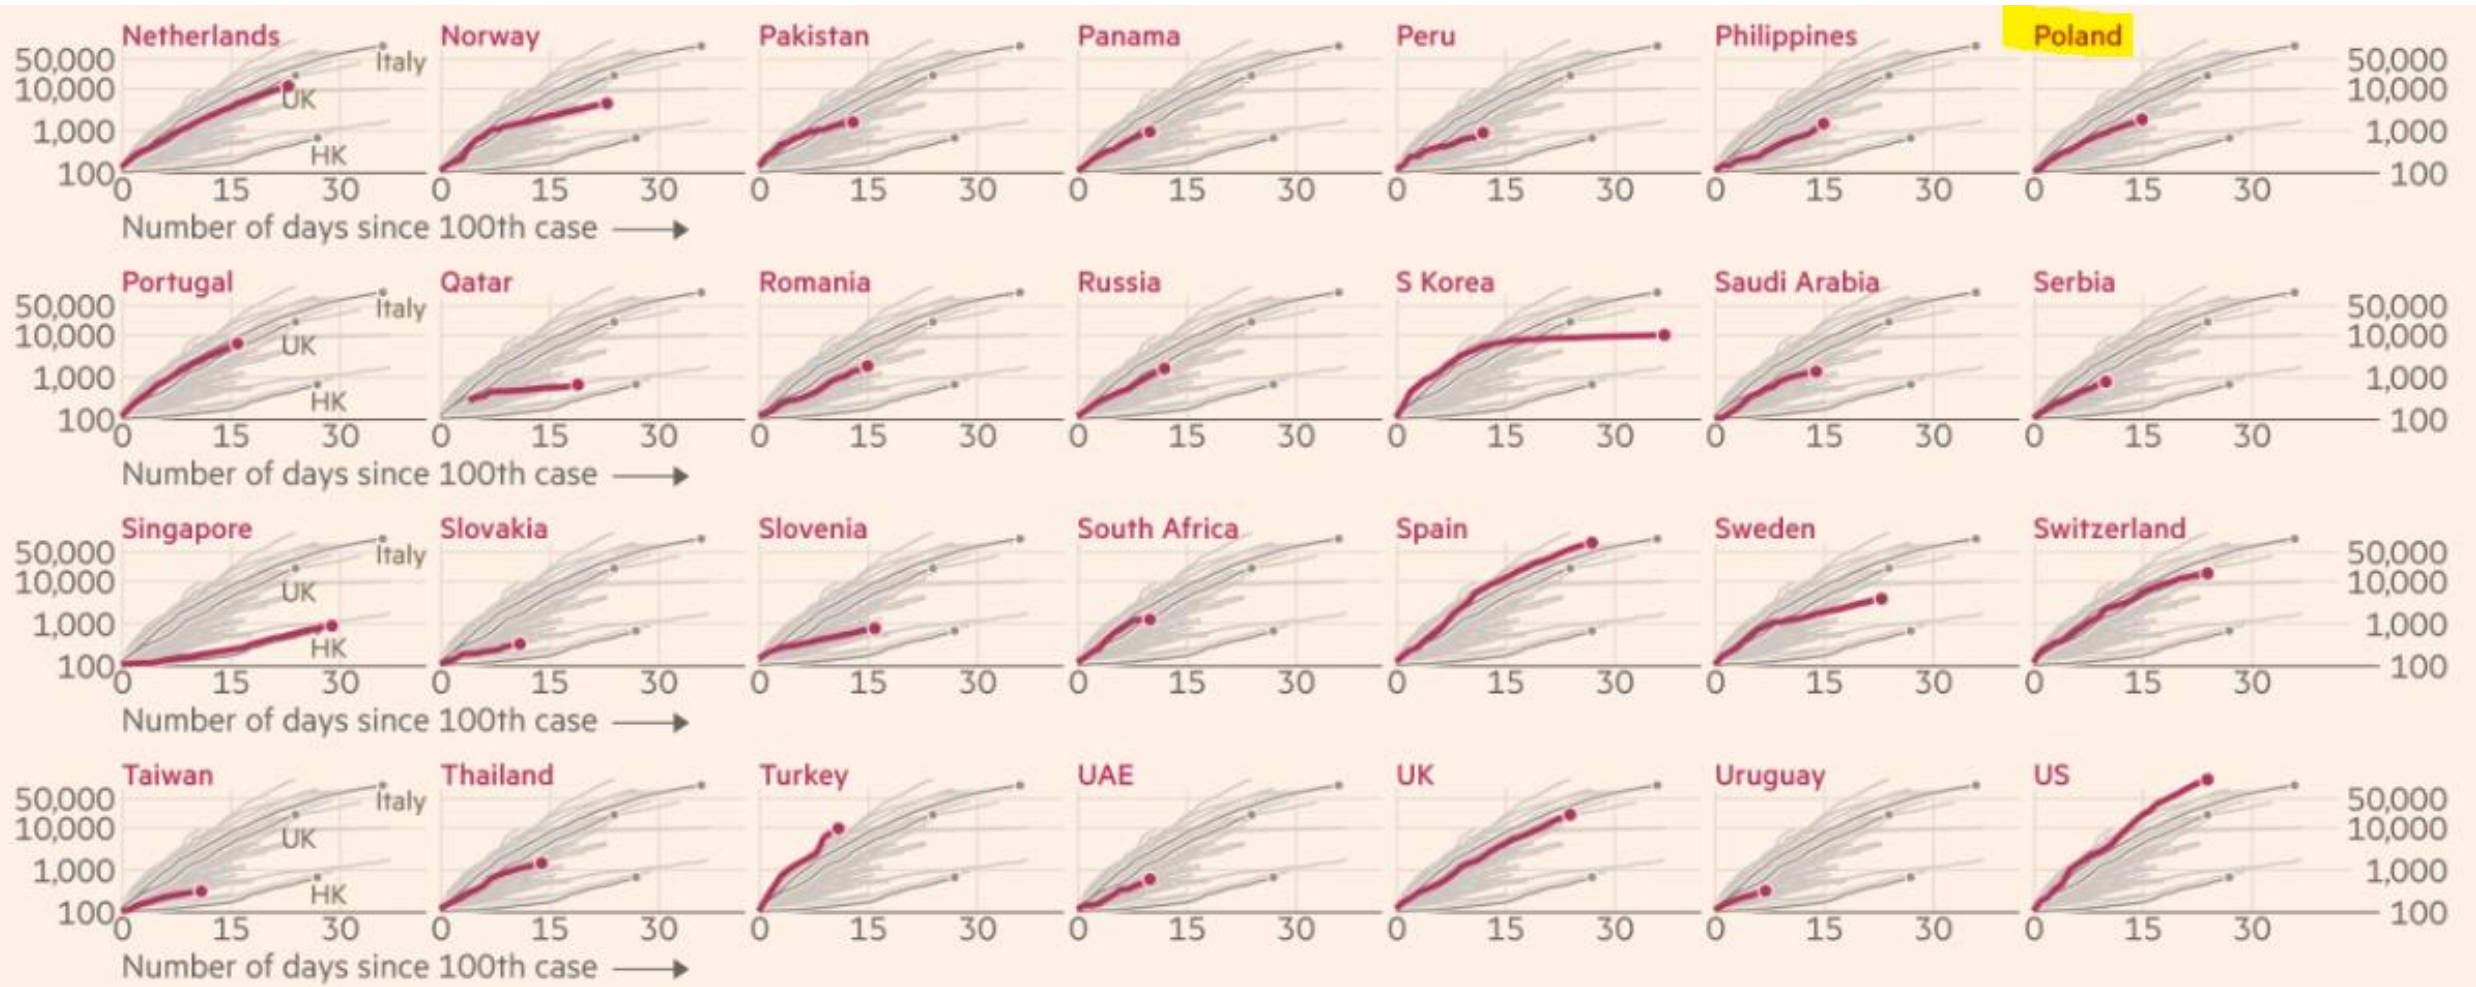 Netherlands Norway Pakistan Panama Peru Philippines Poland
50,000 Italy 50,000
10,000 UK 10,000
1,000 1,000
100 HK 100
0 15 30 0 15 30 0 15 30 0 15 30 0 15 30 0 15 30 0 15 30
Number of days since 100th case
Portugal Qatar Romania Russia S Korea Saudi Arabia Serbia
50,000 Italy 50,000
10,000 UK 10,000
1,000 1,000
100 HK 100
0 15 30 0 15 30 0 15 30 0 15 30 0 15 30 0 15 30 0 15 30
Number of days since 100th case
Singapore Slovakia Slovenia South Africa Spain Sweden Switzerland
50,000 Italy 50,000
10,000 UK 10,000
1,000 1,000
100 HK 100
0 15 30 0 15 30 0 15 30 0 15 30 0 15 30 0 15 30 0 15 30
Number of days since 100th case
Taiwan Thailand Turkey UAE UK Uruguay US
50,000 Italy 50,000
10,000 UK 10,000
1,000 1,000
100 HK 100
0 15 30 0 15 30 0 15 30 0 15 30 0 15 30 0 15 30 0 15 30
Number of days since 100th case